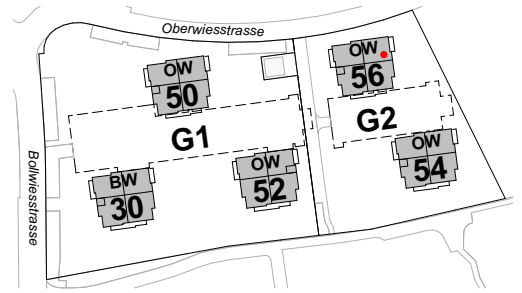 Oberwiesstrasse
OW
56
OW
50
G2
G1
OW
54
OW
52
BW
30
Bollwiesstrasse